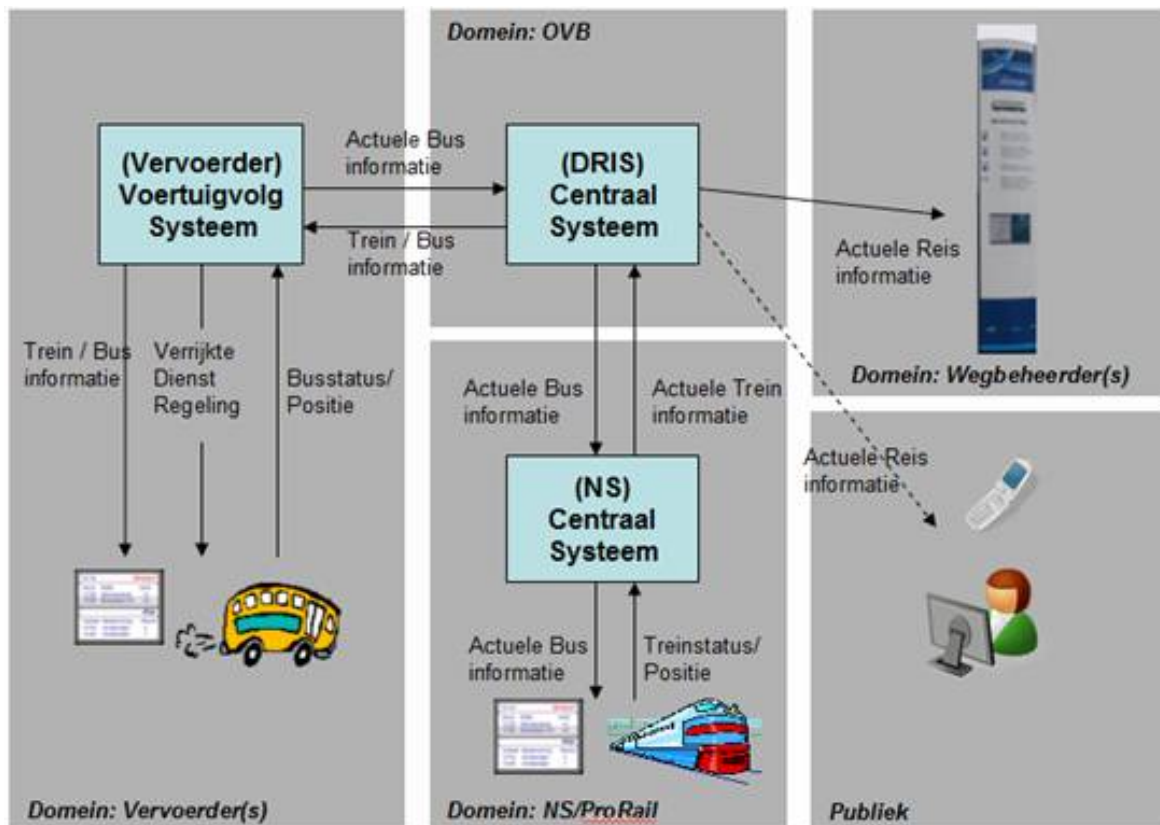 Domein: OVB
(Vervoerder)
Voertuigvolg
Systeem
Actuele Bus
informatie
Trein / Bus
informatie
(DRIS)
Centraal
Systeem
Actuele Reis
informatie
Domein: Wegbeheerder(s)
Trein / Bus
informatie
Verrijkte
Dienst
Regeling
Busstatus/
Positie
Actuele Bus
informatie
Actuele Trein
informatie
(NS)
Centraal
Systeem
Actuele Reis
informatie
Actuele Bus
informatie
Treinstatus/
Positie
Domein: Vervoerder(s)
Domein: NS/ProRail
Publiek